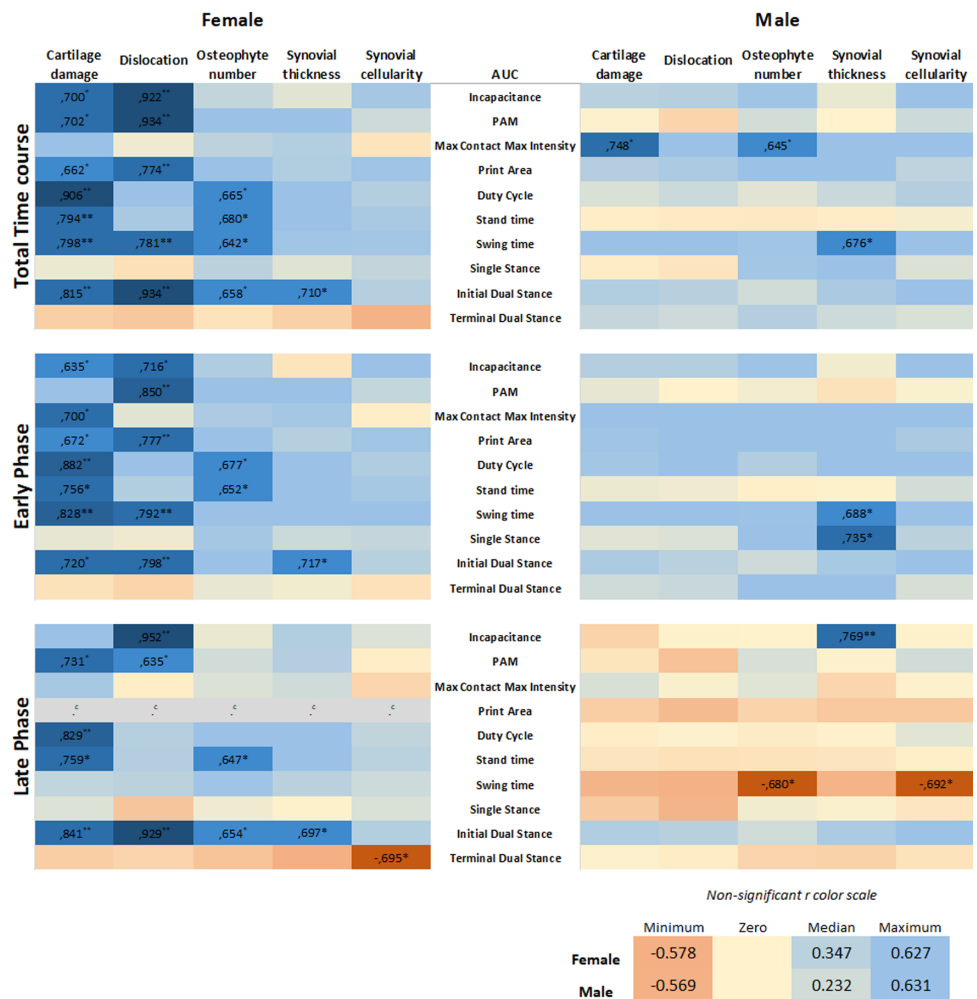 Female Male
Cartilage damage Dislocation Osteophyte number Synovial thickness Synovial cellularity AUC Cartilage damage Dislocation Osteophyte number Synovial thickness Synovial cellularity
Total Time course
,700* ,922** Incapacitance
,702* ,934** PAM
Max Contact Max Intensity ,748* ,645*
,662* ,774** Print Area
,906** ,665* Duty Cycle
,794** ,680* Stand time
,798** ,781** ,642* Swing time ,676*
Single Stance
,815** ,934** ,658* ,710* Initial Dual Stance
Terminal Dual Stance
Early Phase
,635* ,716* Incapacitance
,850** PAM
,700* Max Contact Max Intensity
,672* ,777** Print Area
,882** ,677* Duty Cycle
,756* ,652* Stand time
,828** ,792** Swing time ,688*
Single Stance ,735*
,720* ,798** ,717* Initial Dual Stance
Terminal Dual Stance
Late Phase
,952** Incapacitance ,769**
,731* ,635* PAM
Max Contact Max Intensity
.c .c .c .c .c Print Area
,829** Duty Cycle
,759* ,647* Stand time
Swing time -,680* -,692*
Single Stance
,841** ,929** ,654* ,697* Initial Dual Stance
-,695* Terminal Dual Stance
Non-significant r color scale
Minimum Zero Median Maximum
Female -0.578 0.347 0.627
Male -0.569 0.232 0.631